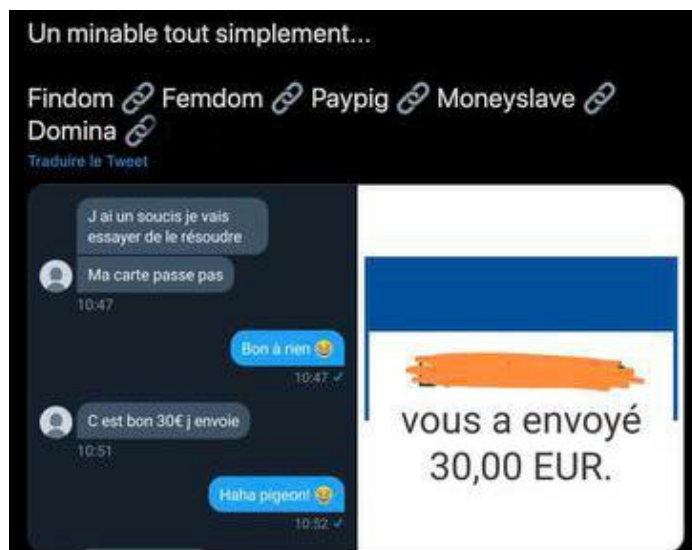 Un minable tout simplement...
Findom 🔗 Femdom 🔗 Paypig 🔗 Moneyslave 🔗
Domina 🔗
Traduire le Tweet
J ai un soucis je vais
essayer de le résoudre
Ma carte passe pas
10:47
Bon à rien 😂
10:47 ✓
C est bon 30€ j envoie
10:51
Haha pigeon! 😂
10:52 ✓
vous a envoyé
30,00 EUR.